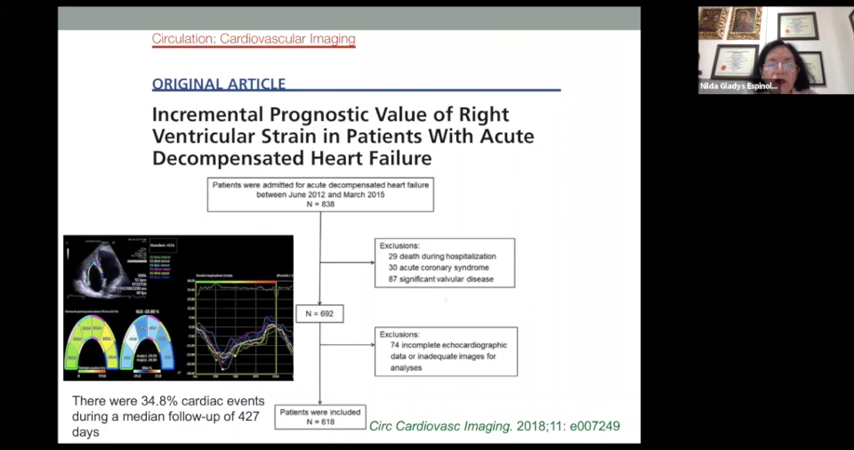 Circulation: Cardiovascular Imaging
Nilda Gladys Espinol...
ORIGINAL ARTICLE
Incremental Prognostic Value of Right
Ventricular Strain in Patients With Acute
Decompensated Heart Failure
Patients were admitted for acute decompensated heart failure
between June 2012 and March 2015
N = 838
Exclusions:
29 death during hospitalization
30 acute coronary syndrome
87 significant valvular disease
N = 692
Exclusions:
74 incomplete echocardiographic
data or inadequate images for
analyses
There were 34.8% cardiac events
during a median follow-up of 427
days
Patients were included
N = 618
Circ Cardiovasc Imaging. 2018;11: e007249